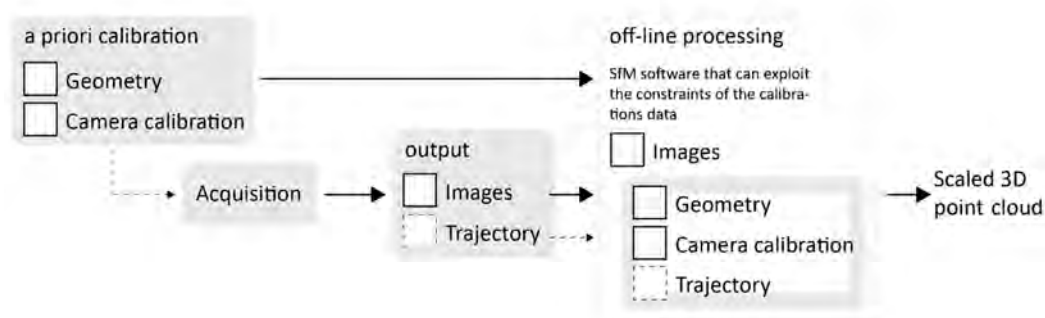 a priori calibration
Geometry
Camera calibration
off-line processing
SfM software that can exploit
the constraints of the calibra-
tions data
Images
Acquisition
output
Images
Trajectory
Geometry
Camera calibration
Trajectory
Scaled 3D
point cloud